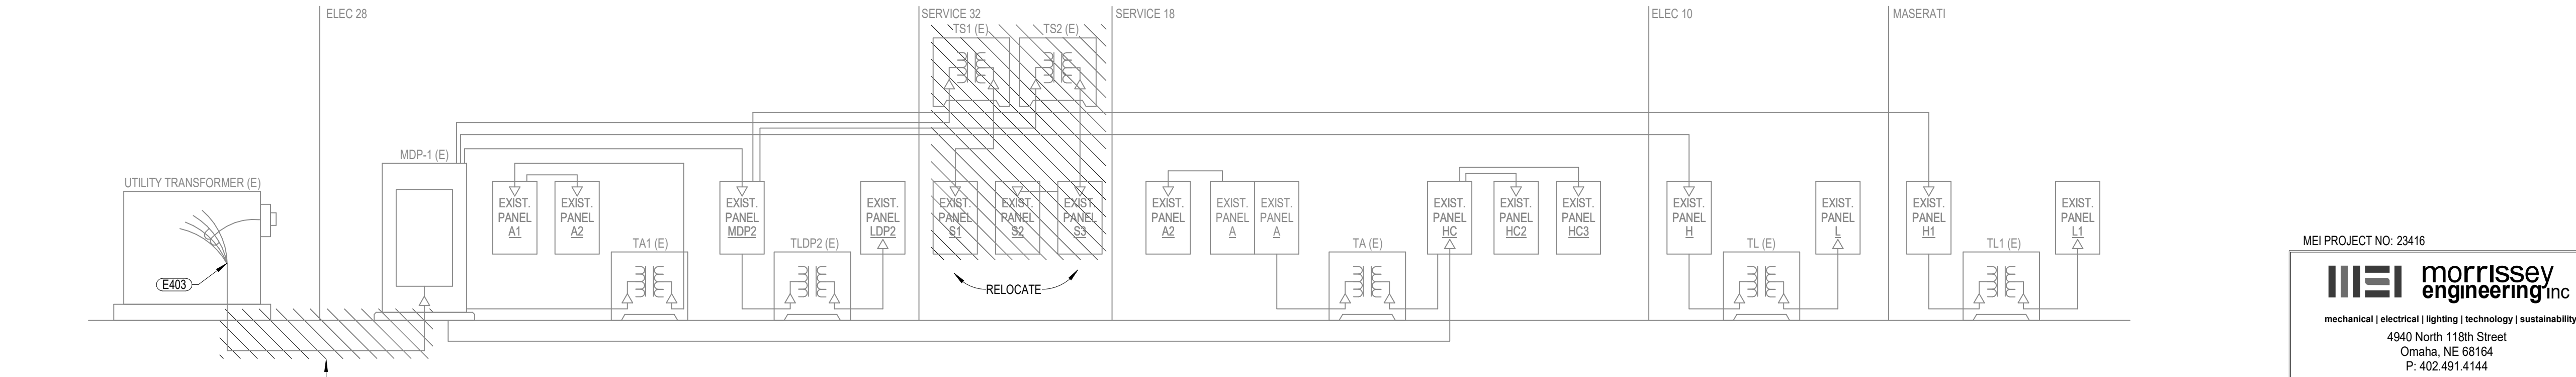 ELEC 28
SERVICE 32
SERVICE 18
ELEC 10
MASERATI
TS1 (E)
TS2 (E)
MDP-1 (E)
UTILITY TRANSFORMER (E)
EXIST.
PANEL
A1
EXIST.
PANEL
A2
TA1 (E)
EXIST.
PANEL
MDP2
TLDP2 (E)
EXIST.
PANEL
LDP2
EXIST.
PANEL
S1
EXIST.
PANEL
S2
EXIST.
PANEL
S3
EXIST.
PANEL
A2
EXIST.
PANEL
A
EXIST.
PANEL
A
TA (E)
EXIST.
PANEL
HC
EXIST.
PANEL
HC2
EXIST.
PANEL
HC3
EXIST.
PANEL
H
TL (E)
EXIST.
PANEL
L
EXIST.
PANEL
H1
TL1 (E)
EXIST.
PANEL
L1
E403
RELOCATE
MEI PROJECT NO: 23416
MEI
morrissey
engineering inc
mechanical | electrical | lighting | technology | sustainability
4940 North 118th Street
Omaha, NE 68164
P: 402.491.4144